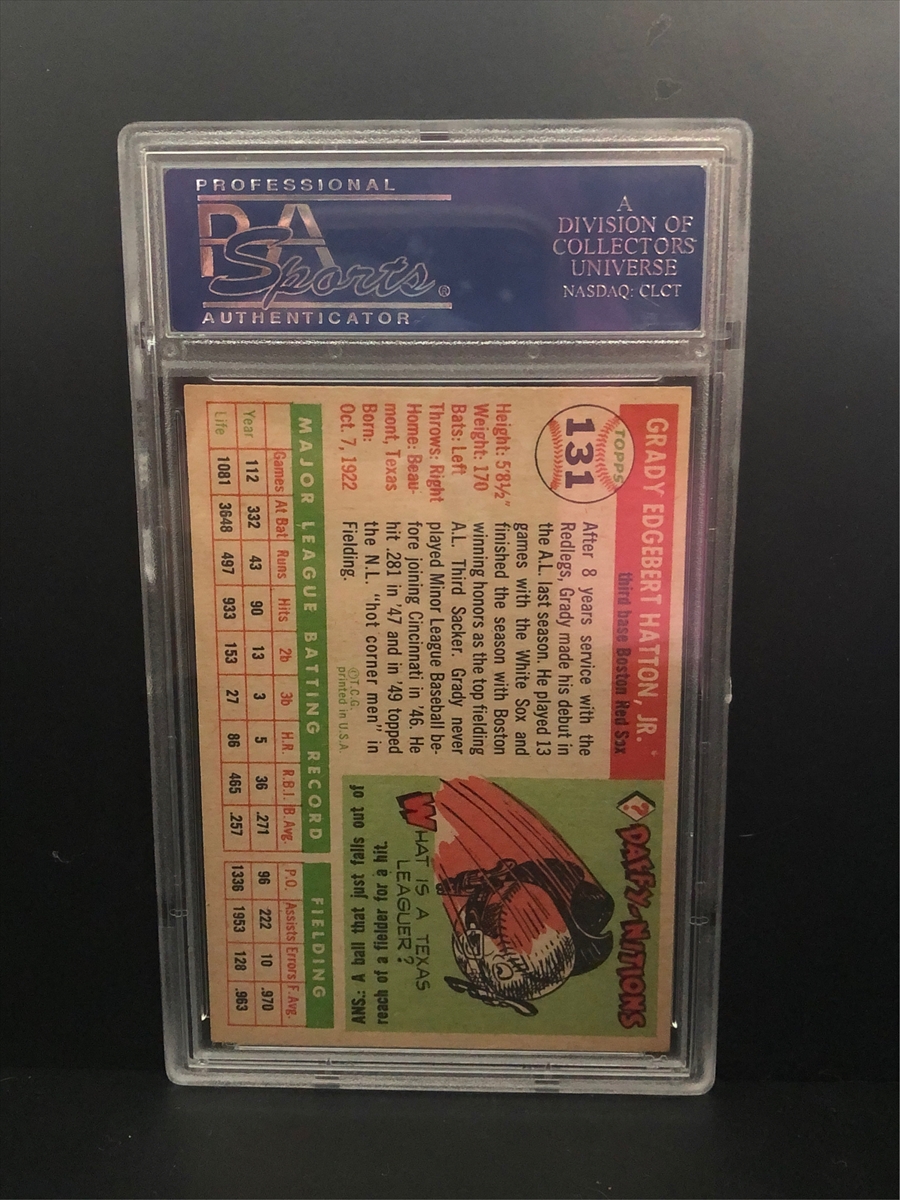 PROFESSIONAL
PSA
Sports®
AUTHENTICATOR
A
DIVISION OF
COLLECTORS
UNIVERSE
NASDAQ: CLCT
GRADY EDGEBERT HATTON, JR.
third base Boston Red Sox
TOPPS
131
Height: 5'8½"
Weight: 170
Bats: Left
Throws: Right
Home: Beau-
mont, Texas
Born:
Oct. 7, 1922
After 8 years service with the
Redlegs, Grady made his debut in
the A.L. last season. He played 13
games with the White Sox and
finished the season with Boston
winning honors as the top fielding
A.L. Third Sacker. Grady never
played Minor League Baseball be-
fore joining Cincinnati in '46. He
hit .281 in '47 and in '49 topped
the N.L. "hot corner men" in
Fielding.
©T.C.G.
printed in U.S.A.
?
DAFFY-NITIONS
WHAT IS A TEXAS
LEAGUER?
ANS.: A ball that just falls out of
reach of a fielder for a hit.
MAJOR LEAGUE BATTING RECORD FIELDING
Games At Bat Runs Hits 2b 3b H.R. R.B.I. B.Avg. P.O. Assists Errors F.Avg.
Year 112 332 43 90 13 3 5 36 .271 96 222 10 .970
Life 1081 3648 497 933 153 27 86 465 .257 1336 1953 128 .963